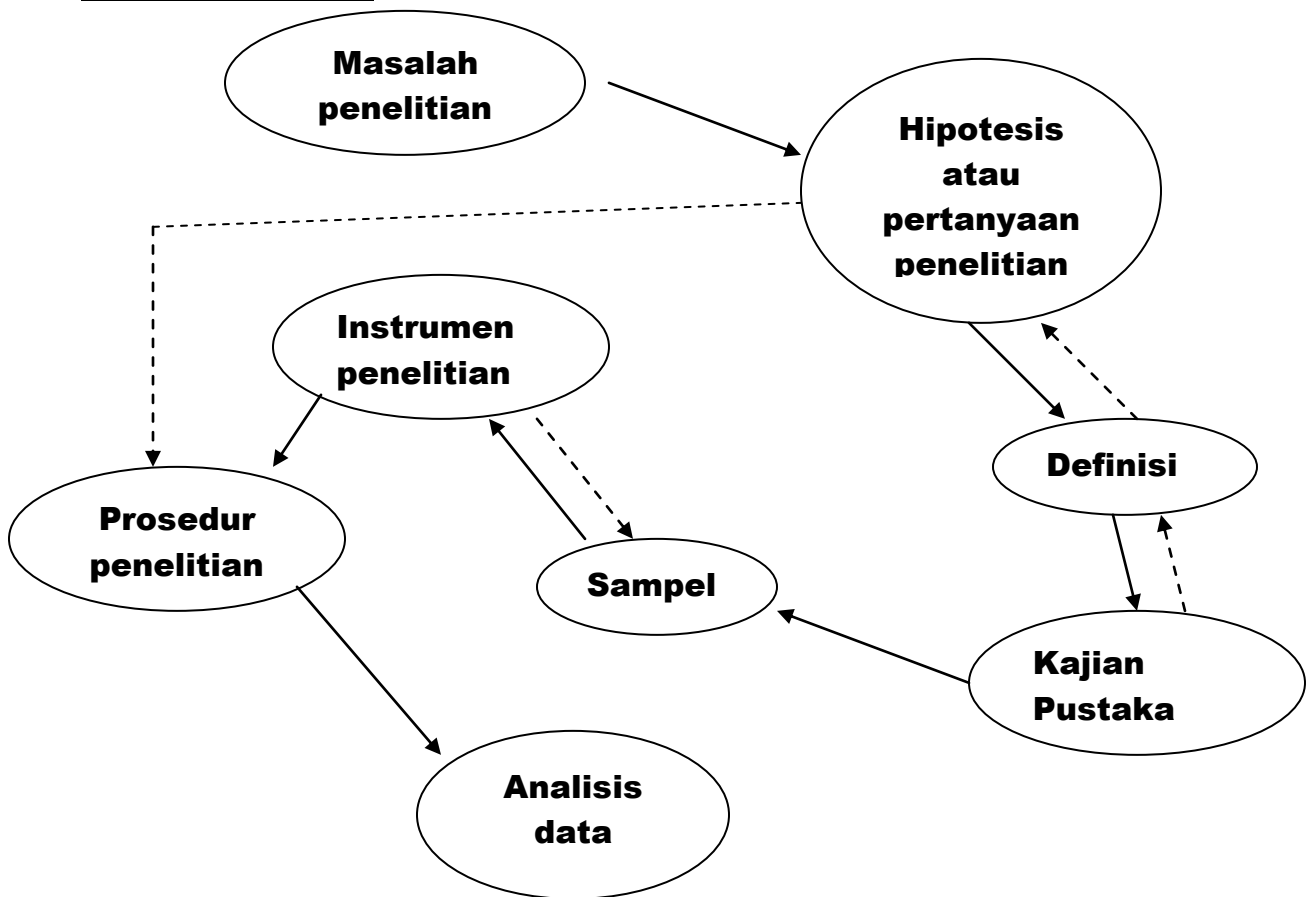 Masalah
penelitian
Hipotesis
atau
pertanyaan
penelitian
Instrumen
penelitian
Definisi
Prosedur
penelitian
Sampel
Kajian
Pustaka
Analisis
data